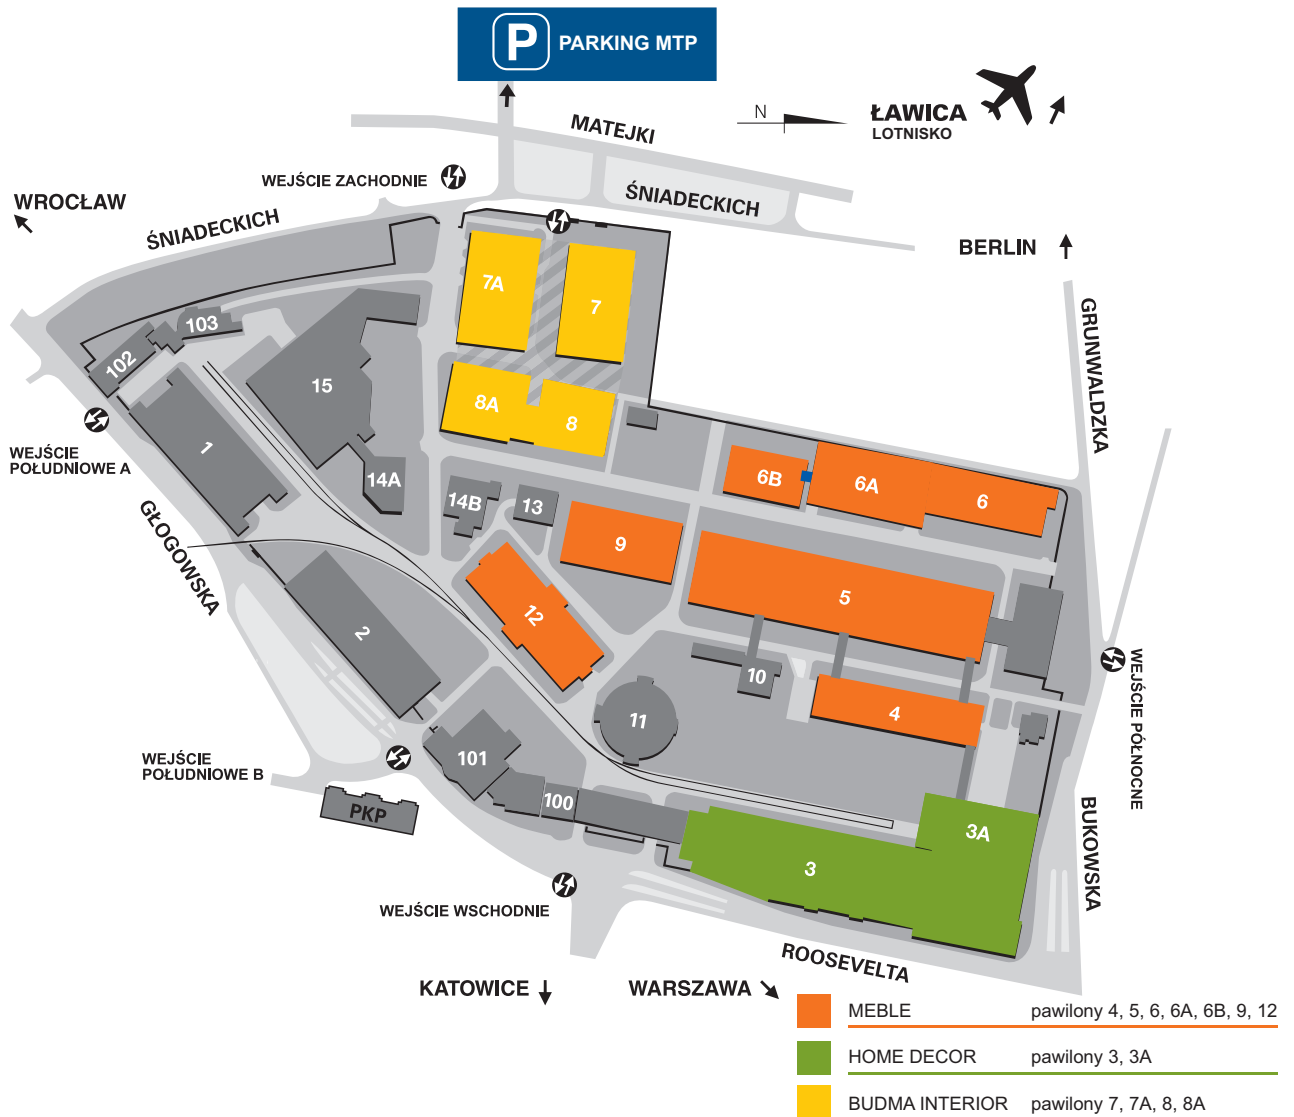 P PARKING MTP
N
ŁAWICA
LOTNISKO
MATEJKI
WEJŚCIE ZACHODNIE
ŚNIADECKICH
WROCŁAW
ŚNIADECKICH
BERLIN
7A
7
GRUNWALDZKA
103
102
15
8A
8
WEJŚCIE
POŁUDNIOWE A
1
14A
14B
13
6B
6A
6
GŁOGOWSKA
9
5
12
2
10
WEJŚCIE PÓŁNOCNE
4
11
101
WEJŚCIE
POŁUDNIOWE B
100
PKP
3A
3
BUKOWSKA
WEJŚCIE WSCHODNIE
ROOSEVELTA
KATOWICE
WARSZAWA
MEBLE pawilony 4, 5, 6, 6A, 6B, 9, 12
HOME DECOR pawilony 3, 3A
BUDMA INTERIOR pawilony 7, 7A, 8, 8A